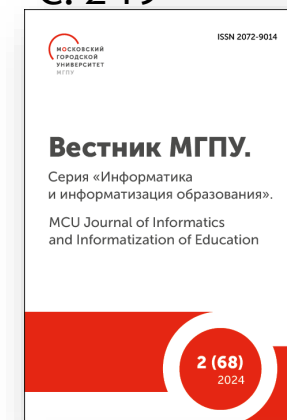 ISSN 2072-9014
МОСКОВСКИЙ
ГОРОДСКОЙ
УНИВЕРСИТЕТ
МГПУ
Вестник МГПУ.
Серия «Информатика
и информатизация образования».
MCU Journal of Informatics
and Informatization of Education
2 (68)
2024